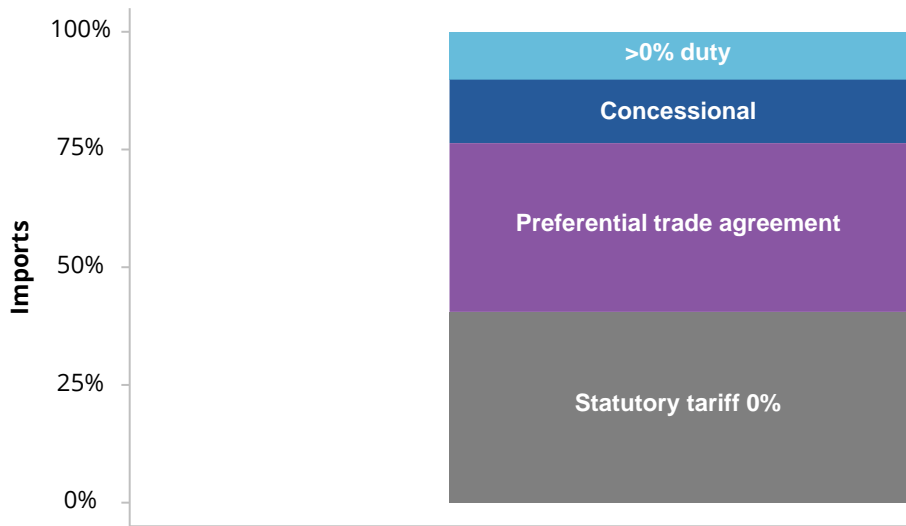 100%
>0% duty
Concessional
75%
Preferential trade agreement
Imports
50%
25%
Statutory tariff 0%
0%